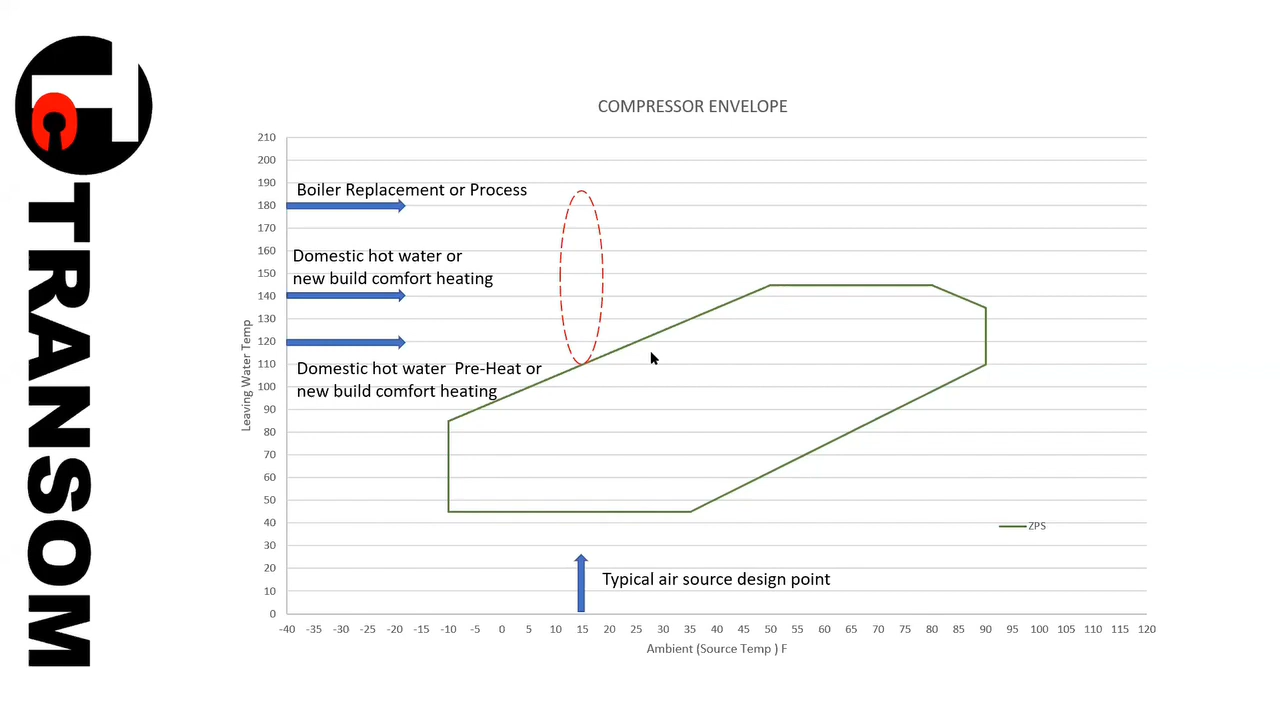 Tc TRANSOM
COMPRESSOR ENVELOPE
210
200
190
180
170
160
150
140
130
120
110
100
90
80
70
60
50
40
30
20
10
0
Leaving Water Temp
Boiler Replacement or Process
Domestic hot water or
new build comfort heating
Domestic hot water Pre-Heat or
new build comfort heating
ZPS
Typical air source design point
-40 -35 -30 -25 -20 -15 -10 -5 0 5 10 15 20 25 30 35 40 45 50 55 60 65 70 75 80 85 90 95 100 105 110 115 120
Ambient (Source Temp ) F